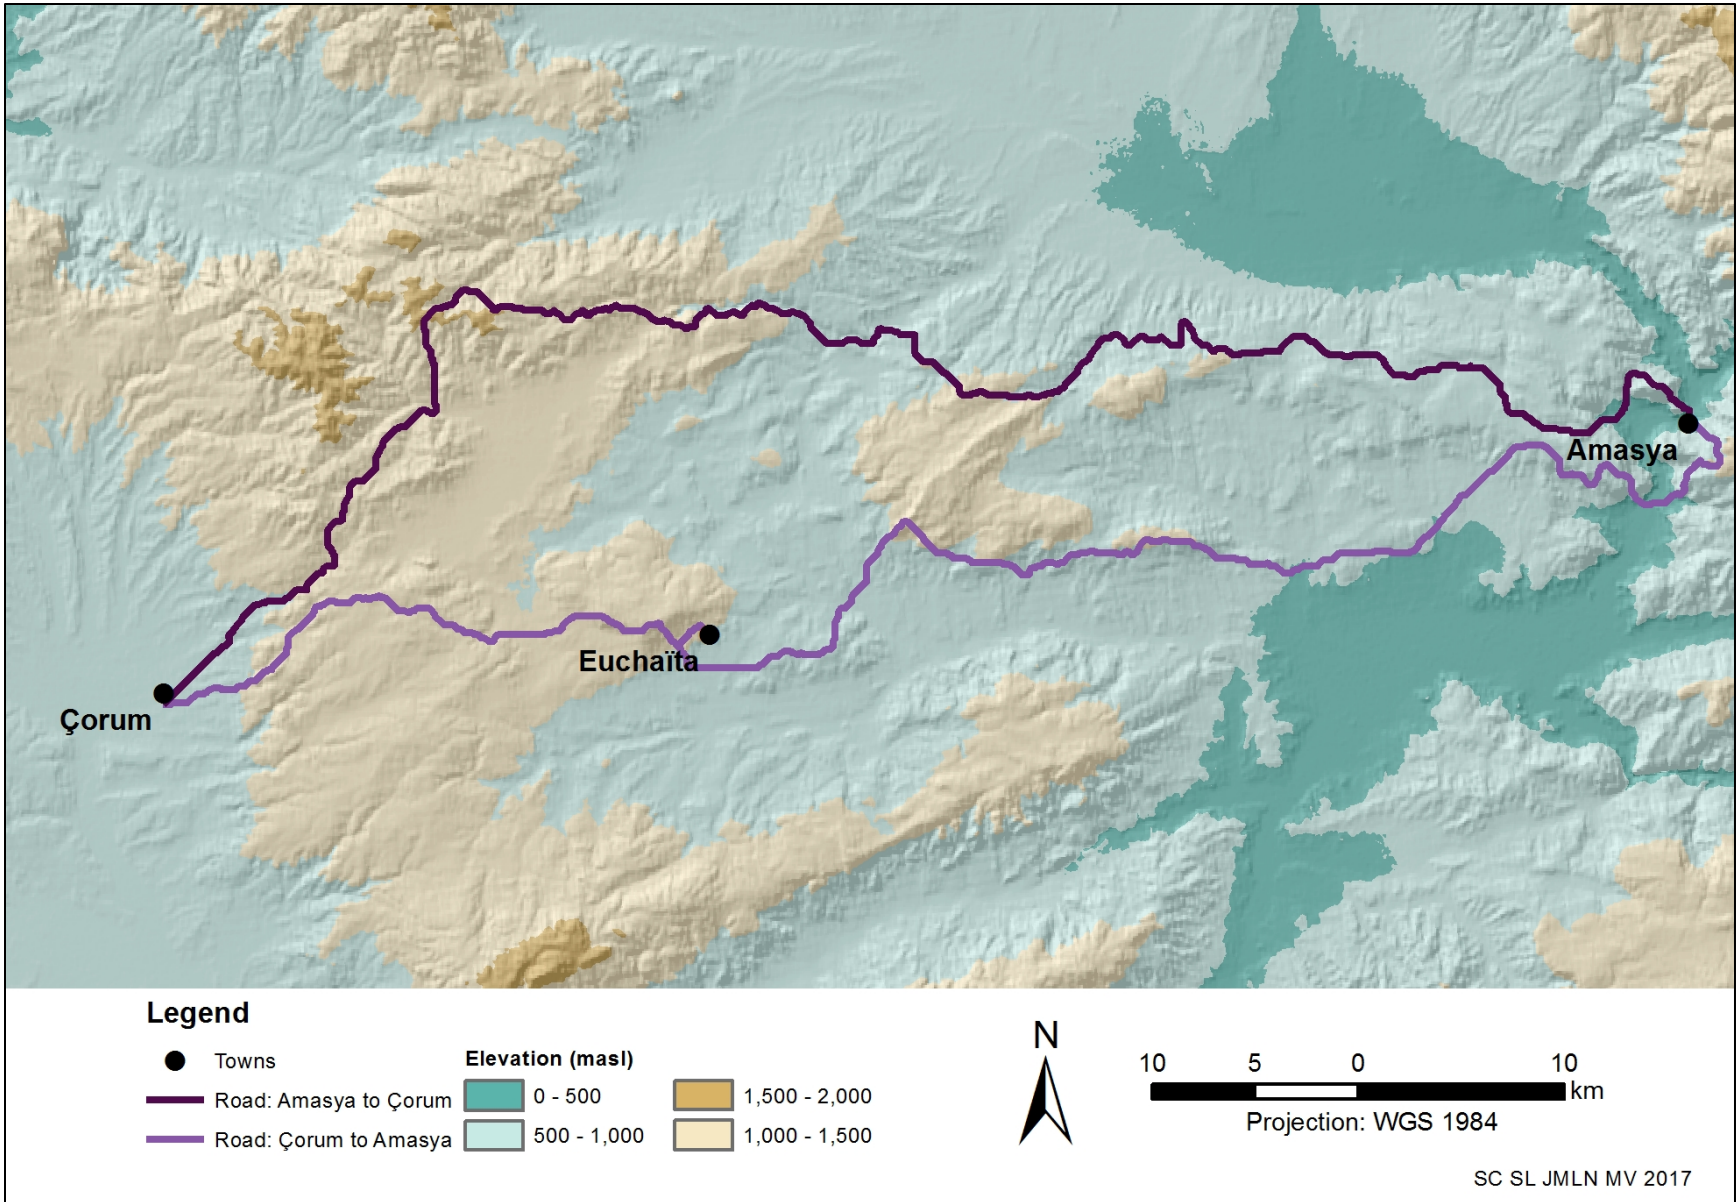 Amasya
Euchaïta
Çorum
Legend
Towns
Road: Amasya to Çorum
Road: Çorum to Amasya
Elevation (masl)
0 - 500
500 - 1,000
1,500 - 2,000
1,000 - 1,500
N
10 5 0 10
km
Projection: WGS 1984
SC SL JMLN MV 2017